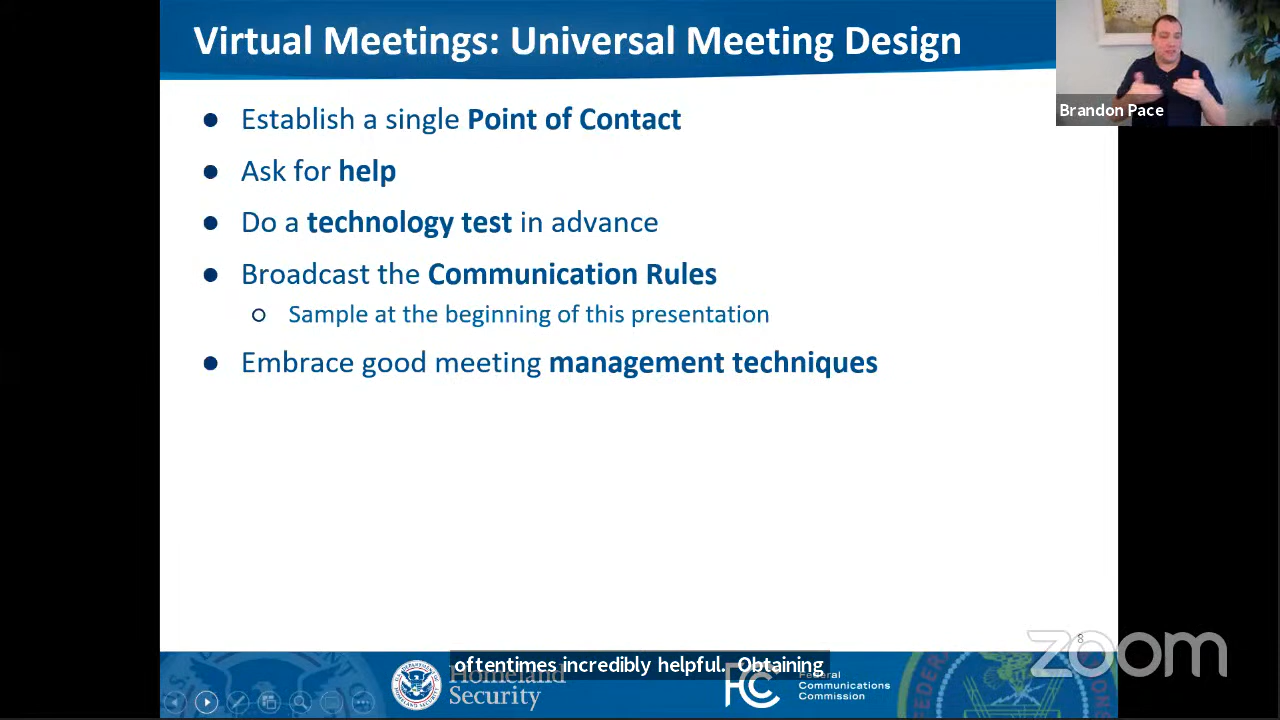 Virtual Meetings: Universal Meeting Design
Brandon Pace
● Establish a single Point of Contact
● Ask for help
● Do a technology test in advance
● Broadcast the Communication Rules
○ Sample at the beginning of this presentation
● Embrace good meeting management techniques
8
zoom
oftentimes incredibly helpful. Obtaining
Homeland
Security
FCC
Federal
Communications
Commission